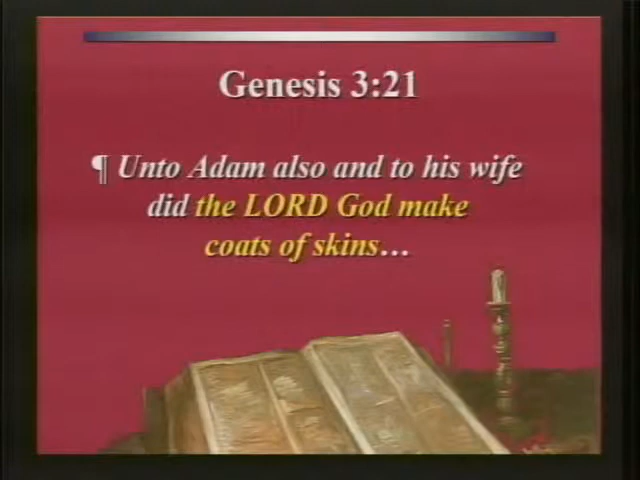 Genesis 3:21
¶ Unto Adam also and to his wife
did the LORD God make
coats of skins…